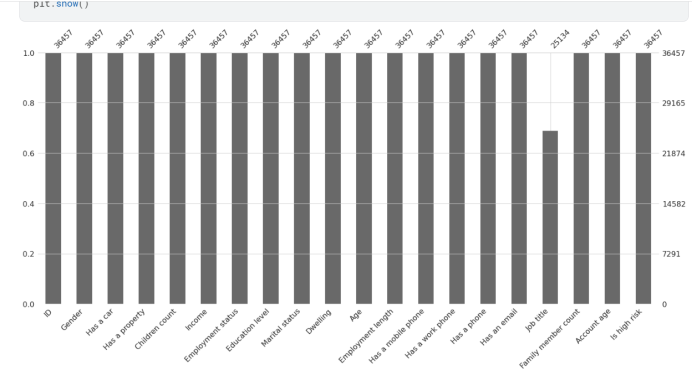 plt.show()
36457 36457 36457 36457 36457 36457 36457 36457 36457 36457 36457 36457 36457 36457 36457 36457 25134 36457 36457 36457
1.0 36457
0.8 29165
0.6 21874
0.4 14582
0.2 7291
0.0 0
ID Gender Has a car Has a property Children count Income Employment status Education level Marital status Dwelling Age Employment length Has a mobile phone Has a work phone Has a phone Has an email Job title Family member count Account age Is high risk